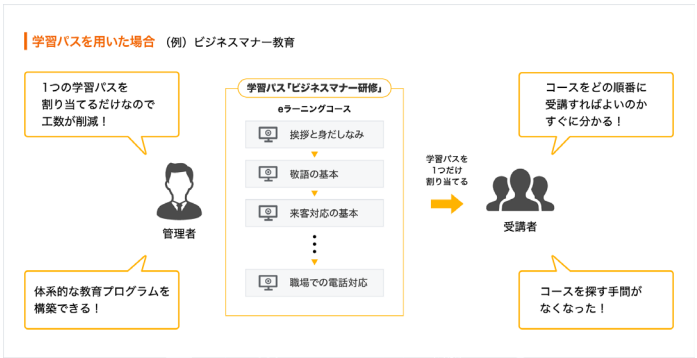 学習パスを用いた場合 （例）ビジネスマナー教育
1つの学習パスを
割り当てるだけなので
工数が削減！
管理者
体系的な教育プログラムを
構築できる！
学習パス「ビジネスマナー研修」
eラーニングコース
挨拶と身だしなみ
敬語の基本
来客対応の基本
職場での電話対応
学習パスを
1つだけ
割り当てる
コースをどの順番に
受講すればよいのか
すぐに分かる！
受講者
コースを探す手間が
なくなった！